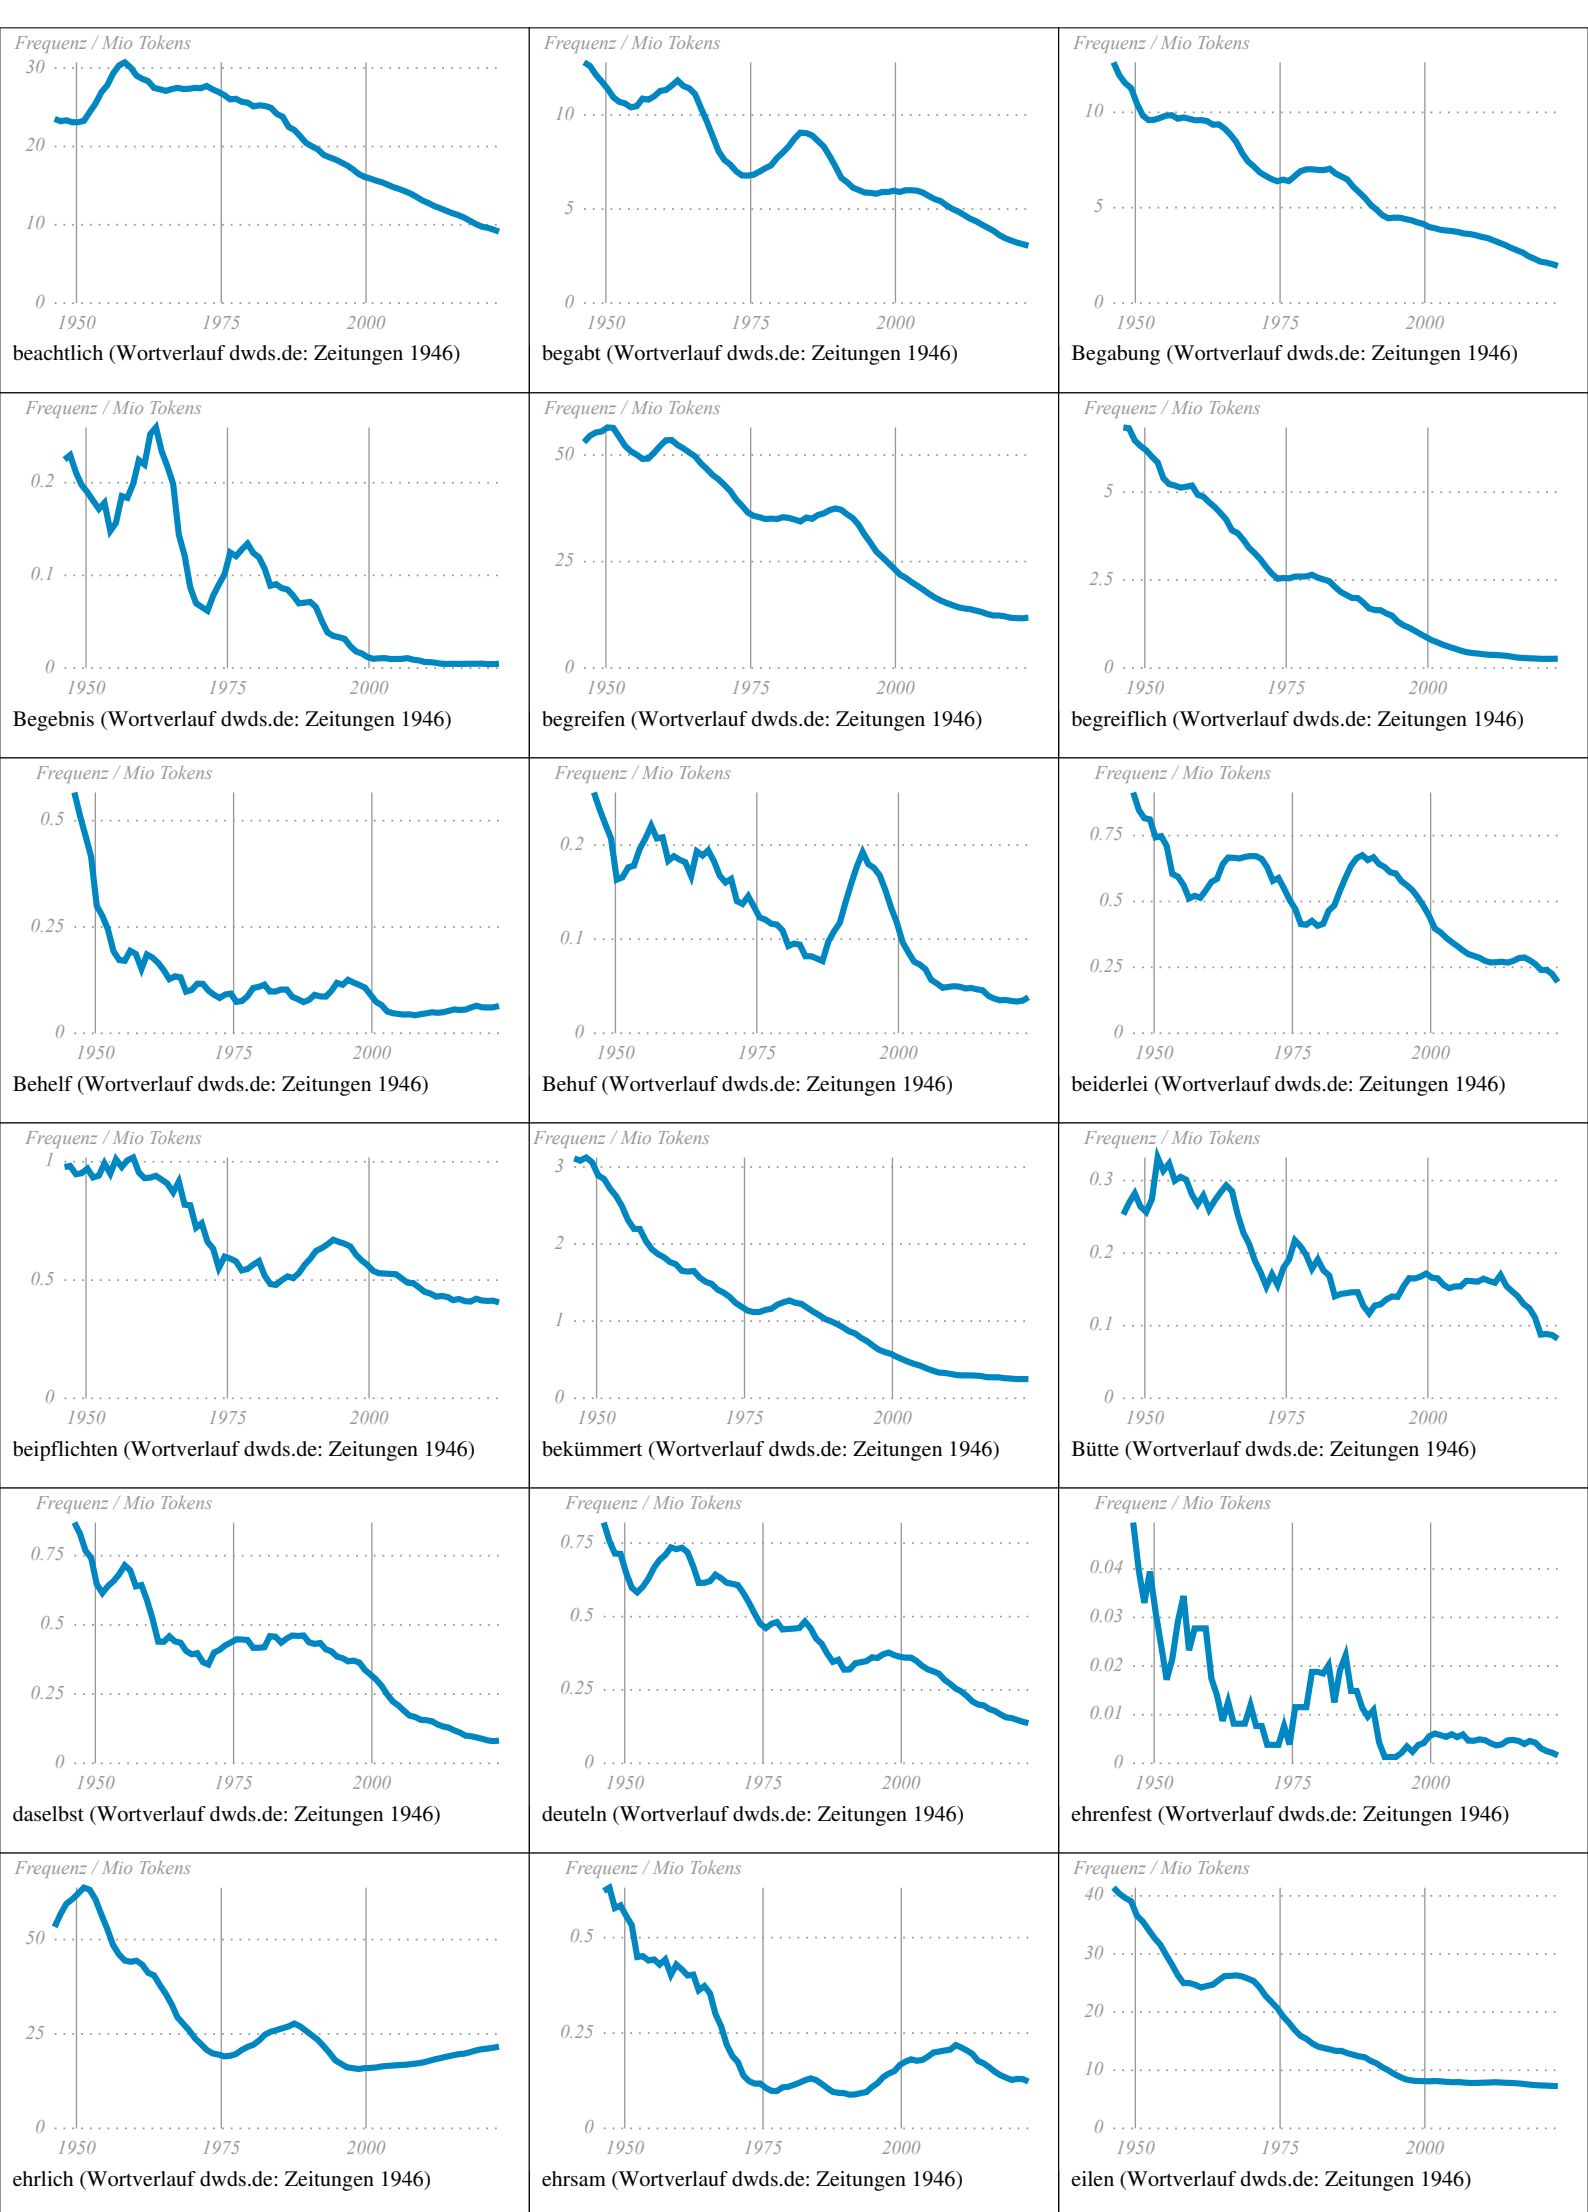 Frequenz / Mio Tokens
30
20
10
0
1950 1975 2000
beachtlich (Wortverlauf dwds.de: Zeitungen 1946)
Frequenz / Mio Tokens
10
5
0
1950 1975 2000
begabt (Wortverlauf dwds.de: Zeitungen 1946)
Frequenz / Mio Tokens
10
5
0
1950 1975 2000
Begabung (Wortverlauf dwds.de: Zeitungen 1946)
Frequenz / Mio Tokens
0.2
0.1
0
1950 1975 2000
Begebnis (Wortverlauf dwds.de: Zeitungen 1946)
Frequenz / Mio Tokens
50
25
0
1950 1975 2000
begreifen (Wortverlauf dwds.de: Zeitungen 1946)
Frequenz / Mio Tokens
5
2.5
0
1950 1975 2000
begreiflich (Wortverlauf dwds.de: Zeitungen 1946)
Frequenz / Mio Tokens
0.5
0.25
0
1950 1975 2000
Behelf (Wortverlauf dwds.de: Zeitungen 1946)
Frequenz / Mio Tokens
0.2
0.1
0
1950 1975 2000
Behuf (Wortverlauf dwds.de: Zeitungen 1946)
Frequenz / Mio Tokens
0.75
0.5
0.25
0
1950 1975 2000
beiderlei (Wortverlauf dwds.de: Zeitungen 1946)
Frequenz / Mio Tokens
1
0.5
0
1950 1975 2000
beipflichten (Wortverlauf dwds.de: Zeitungen 1946)
Frequenz / Mio Tokens
3
2
1
0
1950 1975 2000
bekümmert (Wortverlauf dwds.de: Zeitungen 1946)
Frequenz / Mio Tokens
0.3
0.2
0.1
0
1950 1975 2000
Bütte (Wortverlauf dwds.de: Zeitungen 1946)
Frequenz / Mio Tokens
0.75
0.5
0.25
0
1950 1975 2000
daselbst (Wortverlauf dwds.de: Zeitungen 1946)
Frequenz / Mio Tokens
0.75
0.5
0.25
0
1950 1975 2000
deuteln (Wortverlauf dwds.de: Zeitungen 1946)
Frequenz / Mio Tokens
0.04
0.03
0.02
0.01
0
1950 1975 2000
ehrenfest (Wortverlauf dwds.de: Zeitungen 1946)
Frequenz / Mio Tokens
50
25
0
1950 1975 2000
ehrlich (Wortverlauf dwds.de: Zeitungen 1946)
Frequenz / Mio Tokens
0.5
0.25
0
1950 1975 2000
ehrsam (Wortverlauf dwds.de: Zeitungen 1946)
Frequenz / Mio Tokens
40
30
20
10
0
1950 1975 2000
eilen (Wortverlauf dwds.de: Zeitungen 1946)